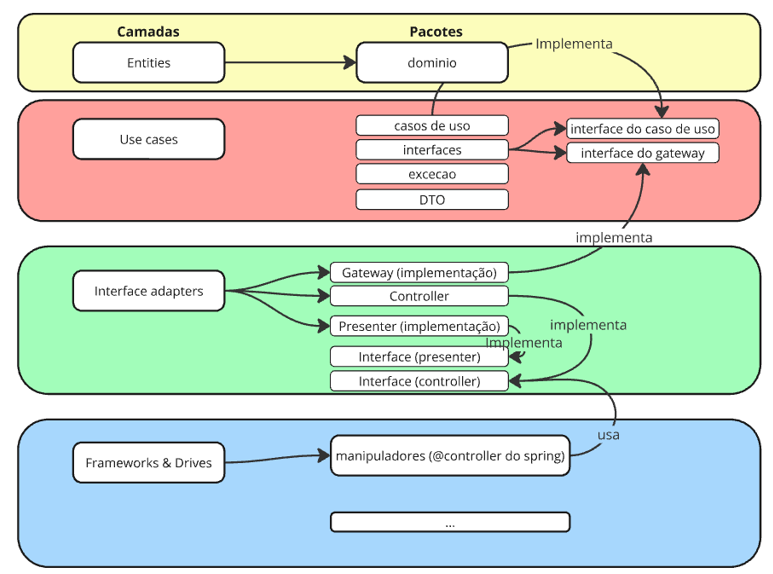 Camadas
Pacotes
Entities
dominio
Implementa
Use cases
casos de uso
interfaces
excecao
DTO
interface do caso de uso
interface do gateway
implementa
Interface adapters
Gateway (implementação)
Controller
Presenter (implementação)
Interface (presenter)
Interface (controller)
implementa
Implementa
Frameworks & Drives
manipuladores (@controller do spring)
usa
...